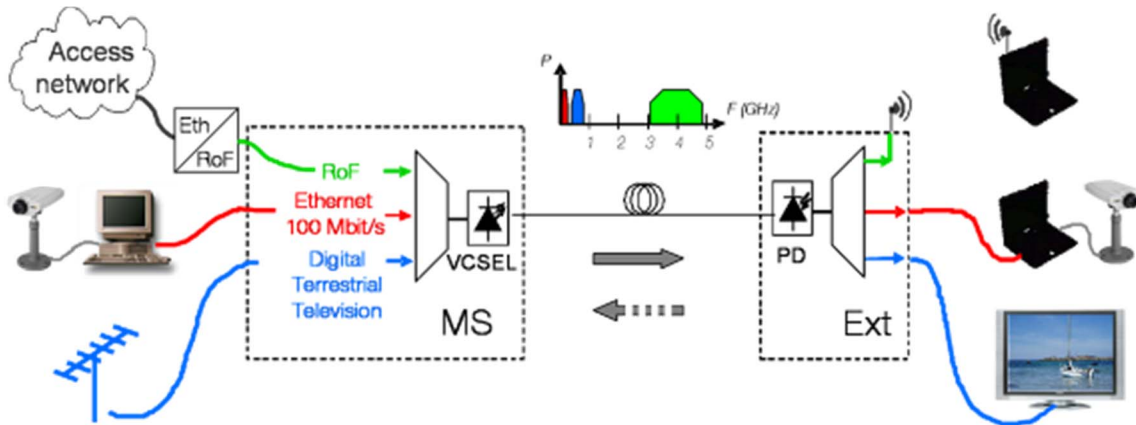 Access
network
Eth
RoF
RoF
Ethernet
100 Mbit/s
Digital
Terrestrial
Television
VCSEL
MS
P
F (GHz)
1 2 3 4 5
PD
Ext